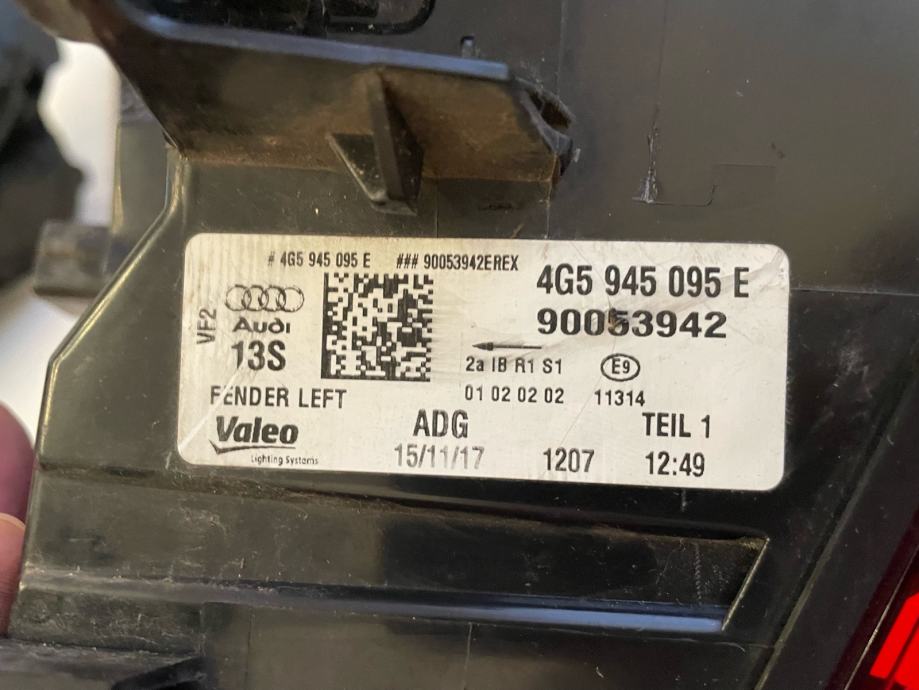 # 4G5 945 095 E ### 90053942EREX
4G5 945 095 E
90053942
VF2
Audi
13S
2a IB R1 S1 E9
FENDER LEFT
01 02 02 02 11314
Valeo
Lighting Systems
ADG
TEIL 1
15/11/17 1207 12:49